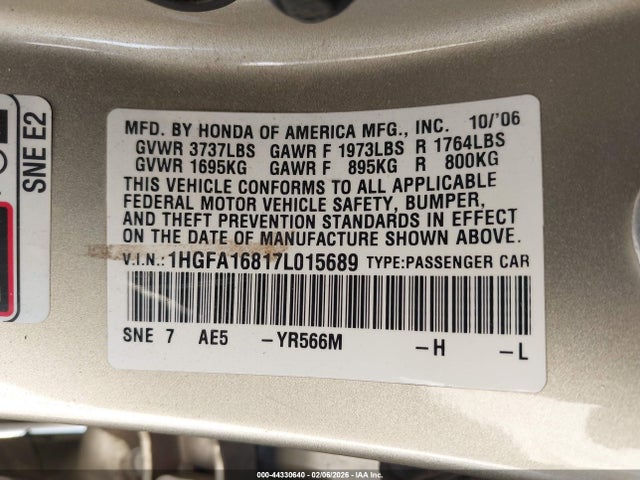 SNE E2
MFD. BY HONDA OF AMERICA MFG., INC. 10/'06
GVWR 3737LBS GAWR F 1973LBS R 1764LBS
GVWR 1695KG GAWR F 895KG R 800KG
THIS VEHICLE CONFORMS TO ALL APPLICABLE
FEDERAL MOTOR VEHICLE SAFETY, BUMPER,
AND THEFT PREVENTION STANDARDS IN EFFECT
ON THE DATE OF MANUFACTURE SHOWN ABOVE.
V.I.N.: 1HGFA16817L015689 TYPE:PASSENGER CAR
SNE 7 AE5 -YR566M -H -L
000-44330640 - 02/06/2026 - IAAI.COM